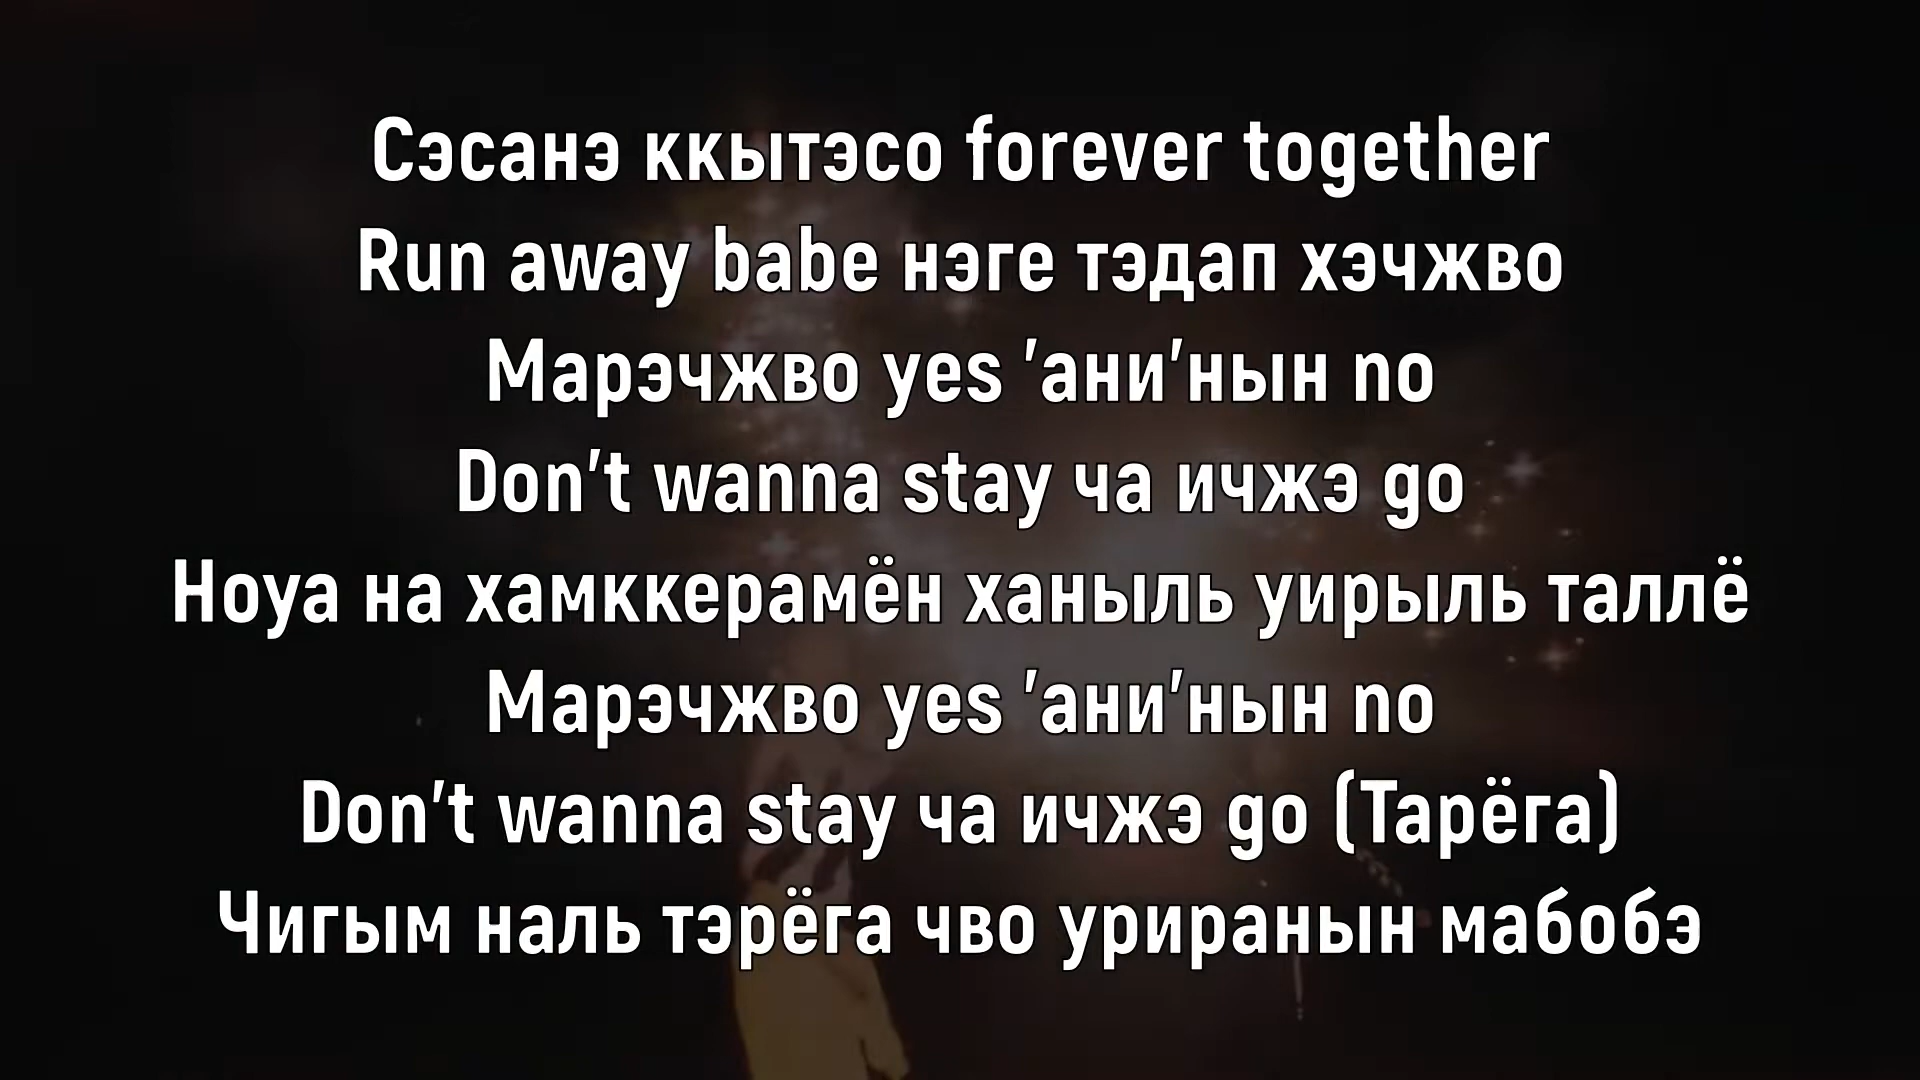 Сэсанэ ккытэсо forever together
Run away babe нэге тэдап хэчжво
Марэчжво yes 'ани'нын no
Don't wanna stay ча ичжэ go
Ноуа на хамккерамён ханыль уирыль таллё
Марэчжво yes 'ани'нын no
Don't wanna stay ча ичжэ go (Тарёга)
Чигым наль тэрёга чво уриранын мабобэ